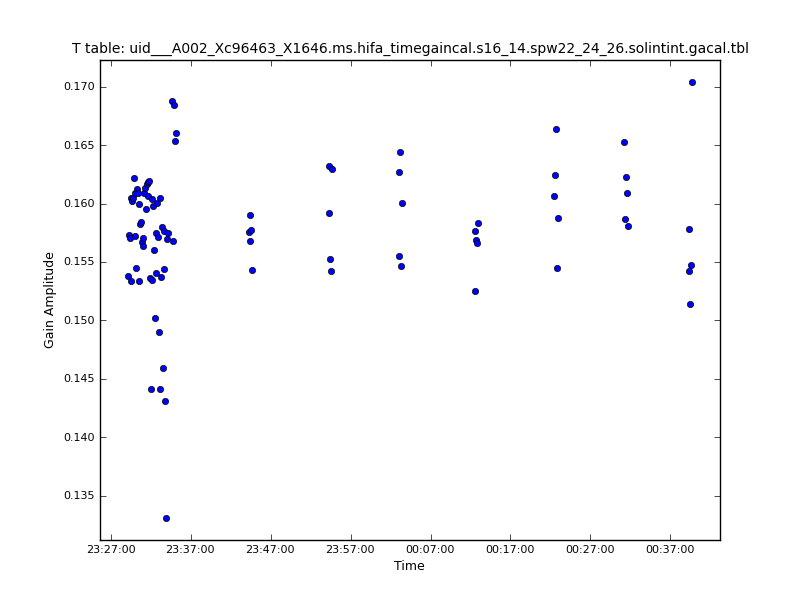 T table: uid___A002_Xc96463_X1646.ms.hifa_timegaincal.s16_14.spw22_24_26.solintint.gacal.tbl
0.170
0.165
0.160
0.155
0.150
0.145
0.140
0.135
Gain Amplitude
23:27:00 23:37:00 23:47:00 23:57:00 00:07:00 00:17:00 00:27:00 00:37:00
Time